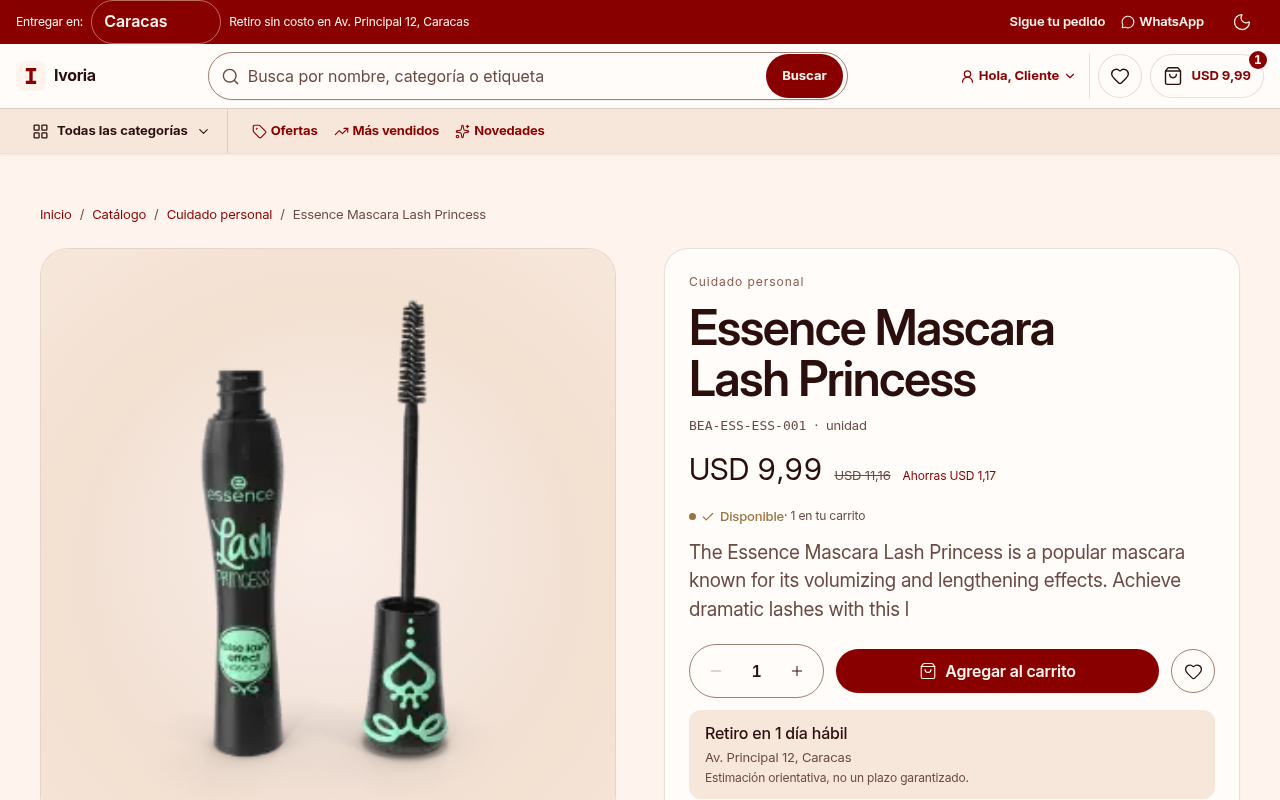 Entregar en: Caracas Retiro sin costo en Av. Principal 12, Caracas Sigue tu pedido WhatsApp
I Ivoria Busca por nombre, categoría o etiqueta Buscar Hola, Cliente USD 9,99 1
Todas las categorías Ofertas Más vendidos Novedades
Inicio / Catálogo / Cuidado personal / Essence Mascara Lash Princess
essence
Lash
PRINCESS
false lash
effect
mascara
Cuidado personal
Essence Mascara
Lash Princess
BEA-ESS-ESS-001 · unidad
USD 9,99 USD 11,16 Ahorras USD 1,17
Disponible · 1 en tu carrito
The Essence Mascara Lash Princess is a popular mascara
known for its volumizing and lengthening effects. Achieve
dramatic lashes with this l
− 1 + Agregar al carrito
Retiro en 1 día hábil
Av. Principal 12, Caracas
Estimación orientativa, no un plazo garantizado.